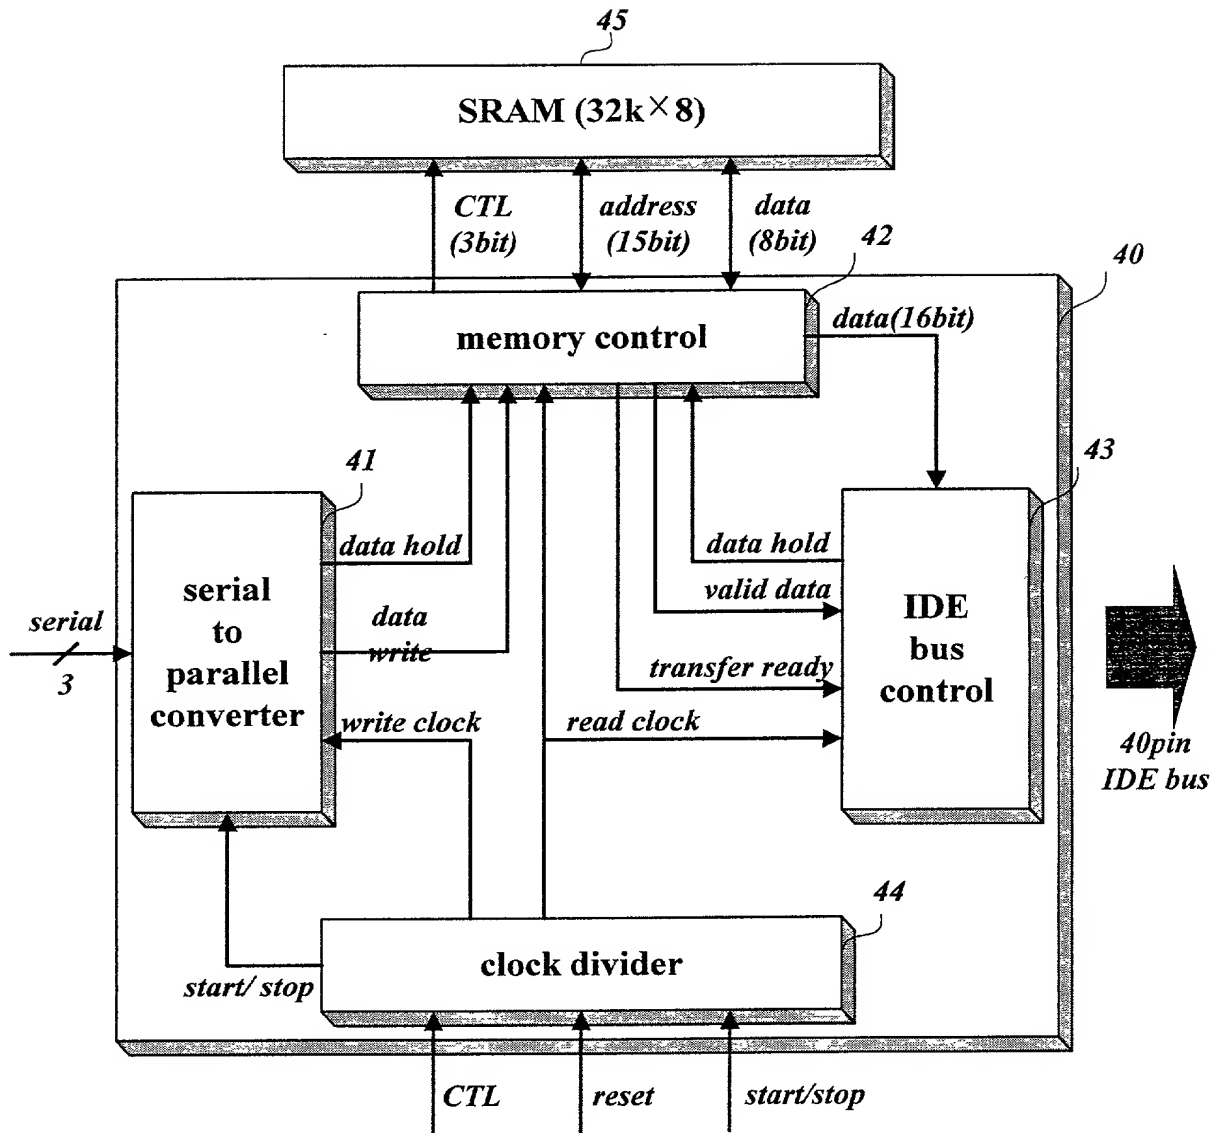 45
SRAM (32k×8)
CTL
(3bit)
address
(15bit)
data
(8bit)
42
40
memory control
data(16bit)
41
43
data hold
data hold
serial
to
parallel
converter
valid data
IDE
bus
control
serial
3
data
write
transfer ready
write clock
read clock
40pin
IDE bus
44
clock divider
start/ stop
CTL
reset
start/stop